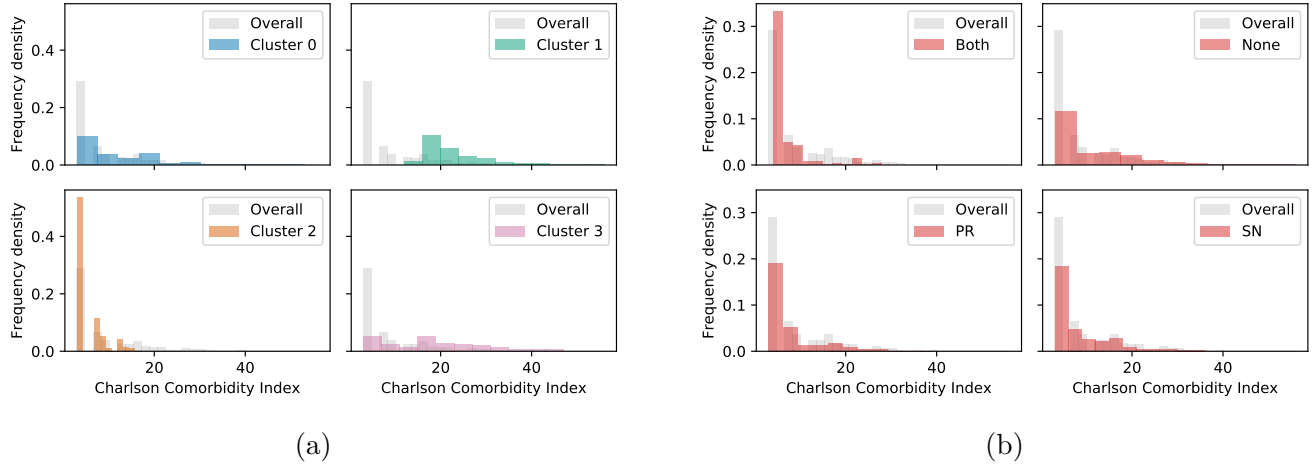 Frequency density
0.4
0.2
0.0
Overall
Cluster 0
Overall
Cluster 1
Frequency density
0.4
0.2
0.0
20
40
Charlson Comorbidity Index
Overall
Cluster 2
20
40
Charlson Comorbidity Index
Overall
Cluster 3
(a)
Frequency density
0.3
0.2
0.1
0.0
Overall
Both
Overall
None
Frequency density
0.3
0.2
0.1
0.0
20
40
Charlson Comorbidity Index
Overall
PR
20
40
Charlson Comorbidity Index
Overall
SN
(b)